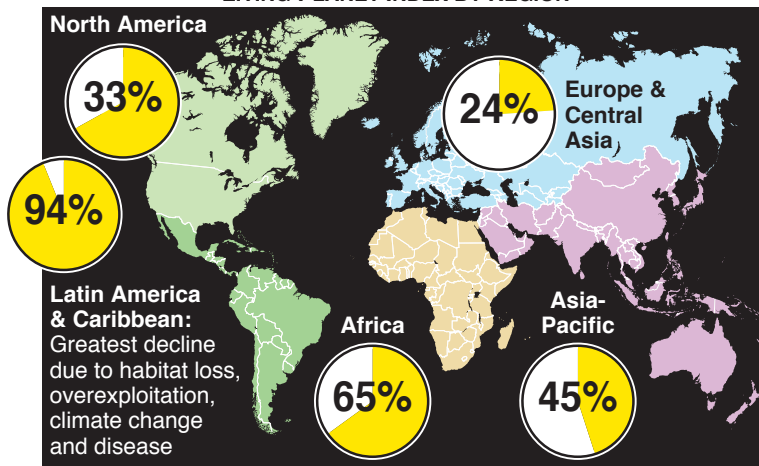 North America
33%
24%
Europe &
Central
Asia
94%
Latin America
& Caribbean:
Greatest decline
due to habitat loss,
overexploitation,
climate change
and disease
Africa
65%
Asia-
Pacific
45%